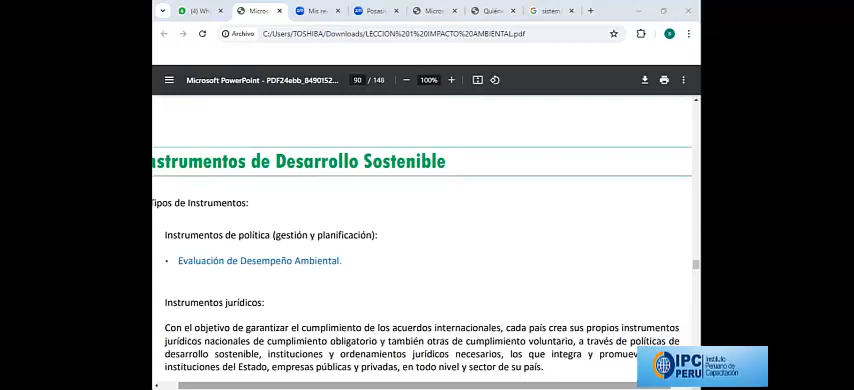 (4) Wh
Micros
Mis re
Posasi
Micros
Quién
sistem
Archivo
C:/Users/TOSHIBA/Downloads/LECCION%201%20IMPACTO%20AMBIENTAL.pdf
Microsoft PowerPoint - PDF24ebb_8490152...
90 / 148
100%
nstrumentos de Desarrollo Sostenible
Tipos de Instrumentos:
Instrumentos de política (gestión y planificación):
• Evaluación de Desempeño Ambiental.
Instrumentos jurídicos:
Con el objetivo de garantizar el cumplimiento de los acuerdos internacionales, cada país crea sus propios instrumentos
jurídicos nacionales de cumplimiento obligatorio y también otras de cumplimiento voluntario, a través de políticas de
desarrollo sostenible, instituciones y ordenamientos jurídicos necesarios, los que integra y promueve
instituciones del Estado, empresas públicas y privadas, en todo nivel y sector de su país.
IPC
PERU
Instituto
Peruano de
Capacitación